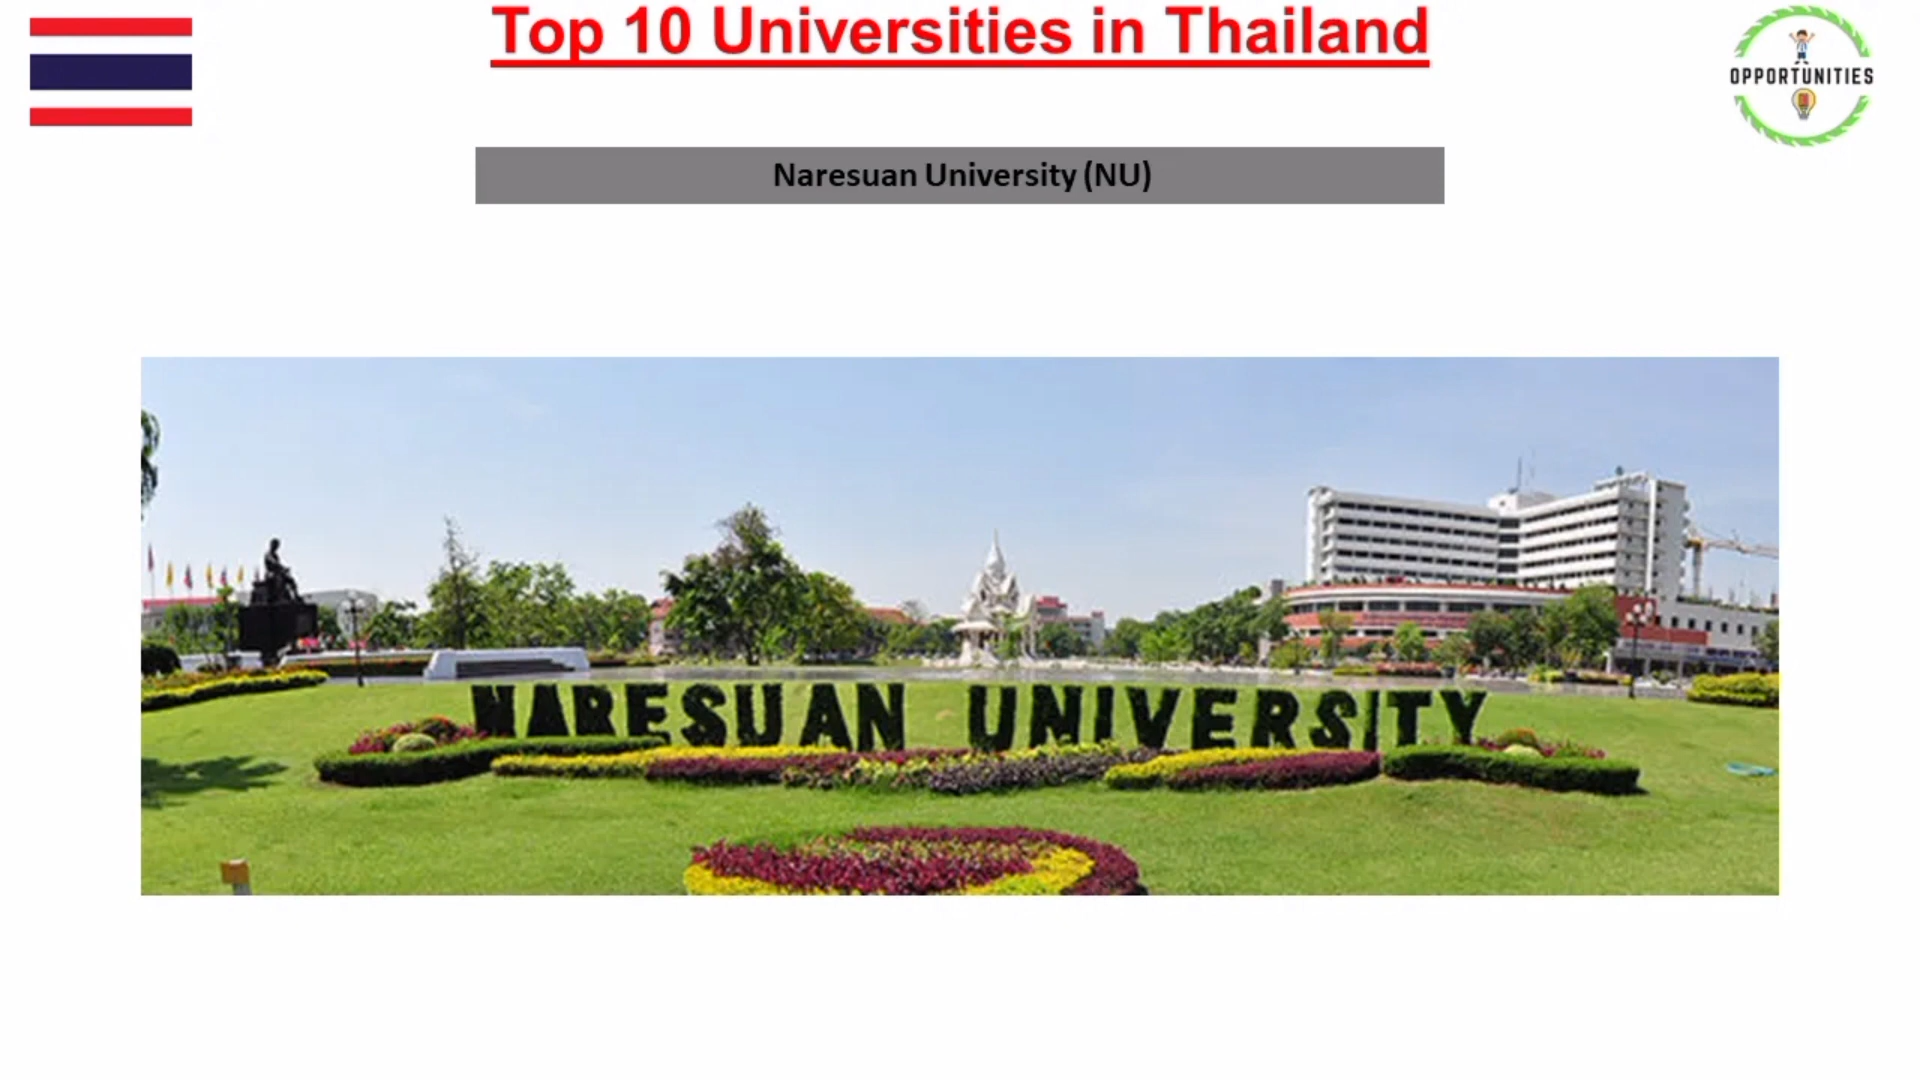 Top 10 Universities in Thailand
OPPORTUNITIES
Naresuan University (NU)
NARESUAN UNIVERSITY